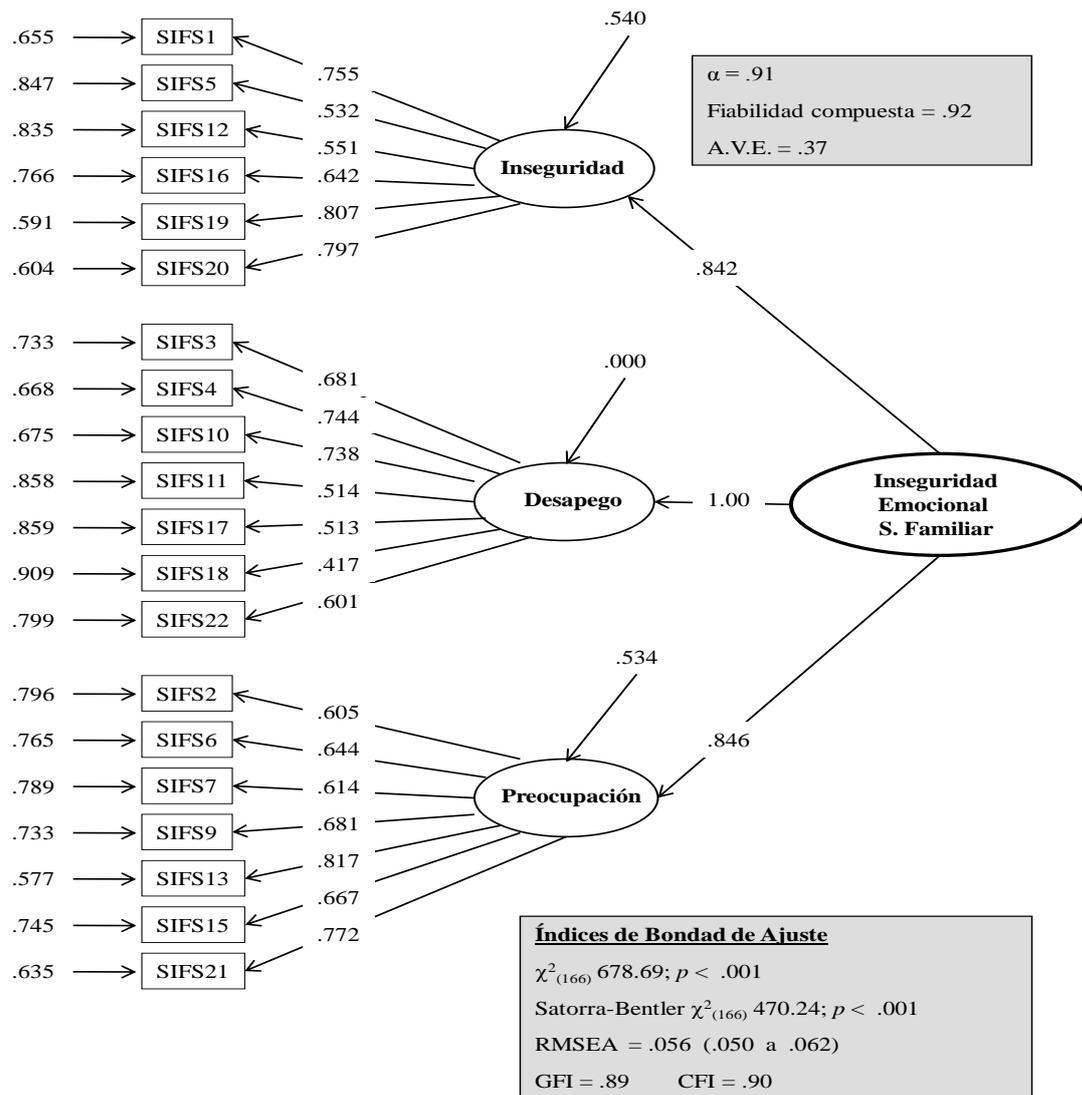 .540
.655 SIFS1 .755
.847 SIFS5 .532
.835 SIFS12 .551
.766 SIFS16 .642
.591 SIFS19 .807
.604 SIFS20 .797
Inseguridad
α = .91
Fiabilidad compuesta = .92
A.V.E. = .37
.842
.733 SIFS3 .681
.668 SIFS4 .744
.675 SIFS10 .738
.858 SIFS11 .514
.859 SIFS17 .513
.909 SIFS18 .417
.799 SIFS22 .601
.000
Desapego
1.00
Inseguridad
Emocional
S. Familiar
.796 SIFS2 .605
.765 SIFS6 .644
.789 SIFS7 .614
.733 SIFS9 .681
.577 SIFS13 .817
.745 SIFS15 .667
.635 SIFS21 .772
.534
Preocupación
.846
Índices de Bondad de Ajuste
χ²₍₁₆₆₎ 678.69; p < .001
Satorra-Bentler χ²₍₁₆₆₎ 470.24; p < .001
RMSEA = .056 (.050 a .062)
GFI = .89 CFI = .90